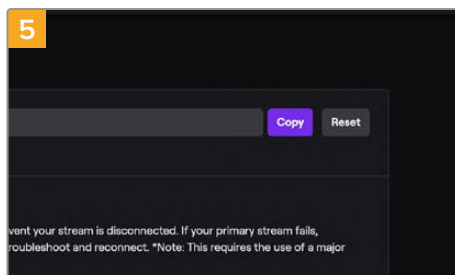 5
Copy Reset
vent your stream is disconnected. If your primary stream fails,
roubleshoot and reconnect. *Note: This requires the use of a major